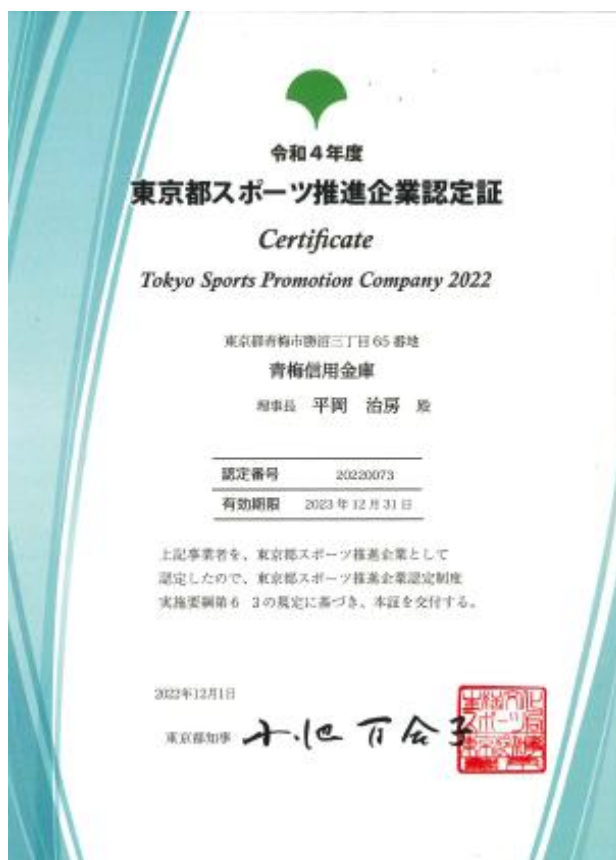 令和4年度
東京都スポーツ推進企業認定証
Certificate
Tokyo Sports Promotion Company 2022
東京都青梅市勝沼三丁目65番地
青梅信用金庫
理事長 平岡 治房 殿
認定番号 20220073
有効期限 2023年12月31日
上記事業者を、東京都スポーツ推進企業として
認定したので、東京都スポーツ推進企業認定制度
実施要綱第6 3の規定に基づき、本証を交付する。
2022年12月1日
東京都知事 小池百合子